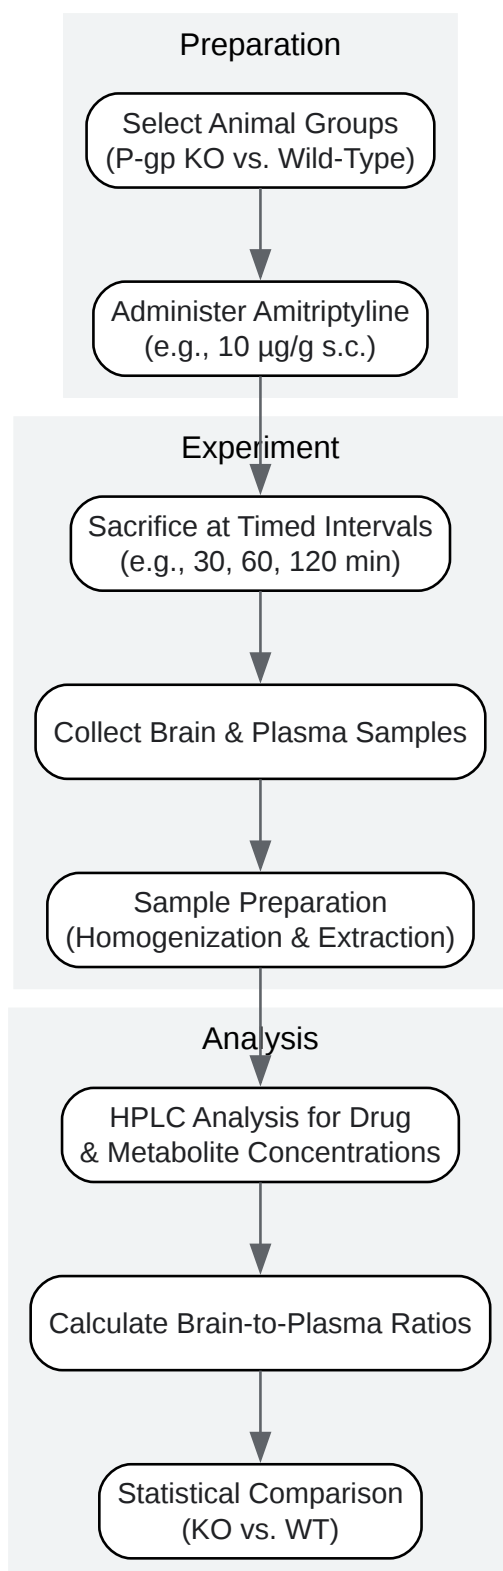 Preparation
Select Animal Groups
(P-gp KO vs. Wild-Type)
Administer Amitriptyline
(e.g., 10 µg/g s.c.)
Experiment
Sacrifice at Timed Intervals
(e.g., 30, 60, 120 min)
Collect Brain & Plasma Samples
Sample Preparation
(Homogenization & Extraction)
Analysis
HPLC Analysis for Drug
& Metabolite Concentrations
Calculate Brain-to-Plasma Ratios
Statistical Comparison
(KO vs. WT)